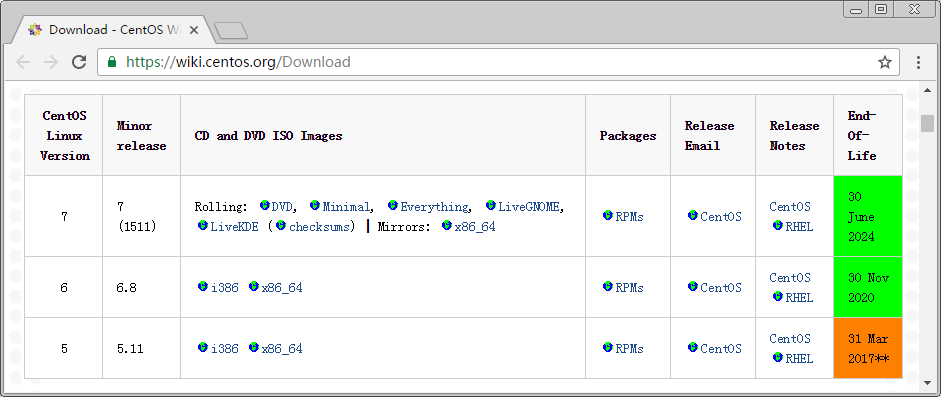 Download - CentOS W
https://wiki.centos.org/Download
CentOS Linux Version
Minor release
CD and DVD ISO Images
Packages
Release Email
Release Notes
End-Of-Life
7
7 (1511)
Rolling: DVD, Minimal, Everything, LiveGNOME,
LiveKDE (checksums) | Mirrors: x86_64
RPMs
CentOS
CentOS
RHEL
30 June 2024
6
6.8
i386 x86_64
RPMs
CentOS
CentOS
RHEL
30 Nov 2020
5
5.11
i386 x86_64
RPMs
CentOS
CentOS
RHEL
31 Mar 2017**